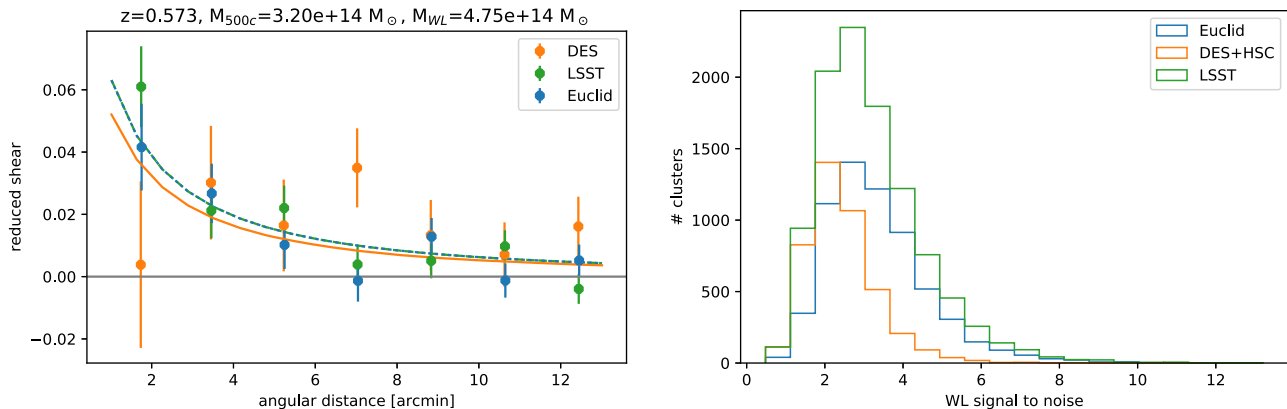 z=0.573, M500c=3.20e+14 M⊙, MWL=4.75e+14 M⊙
DES
LSST
Euclid
0.06
0.04
0.02
0.00
−0.02
reduced shear
2
4
6
8
10
12
angular distance [arcmin]
Euclid
DES+HSC
LSST
2000
1500
1000
500
0
# clusters
0
2
4
6
8
10
12
WL signal to noise